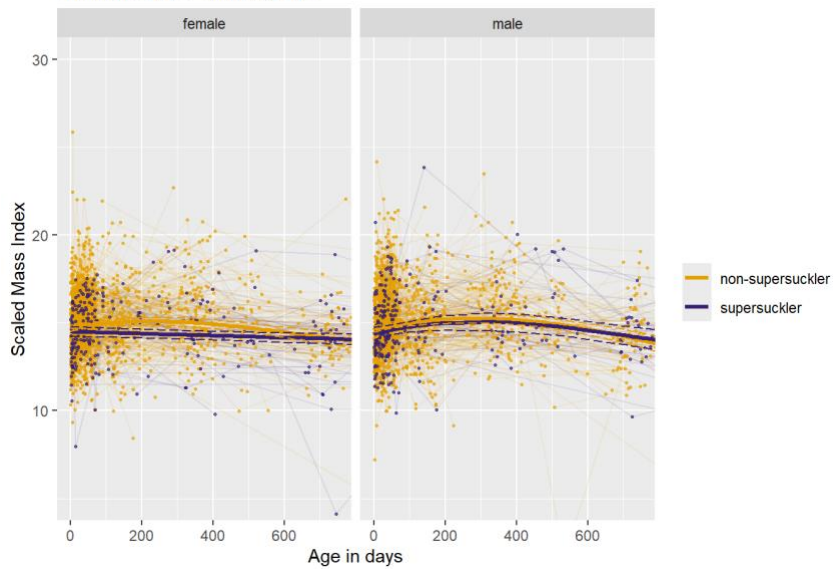 female male
30
20
10
Scaled Mass Index
0 200 400 600 0 200 400 600
Age in days
non-supersuckler
supersuckler